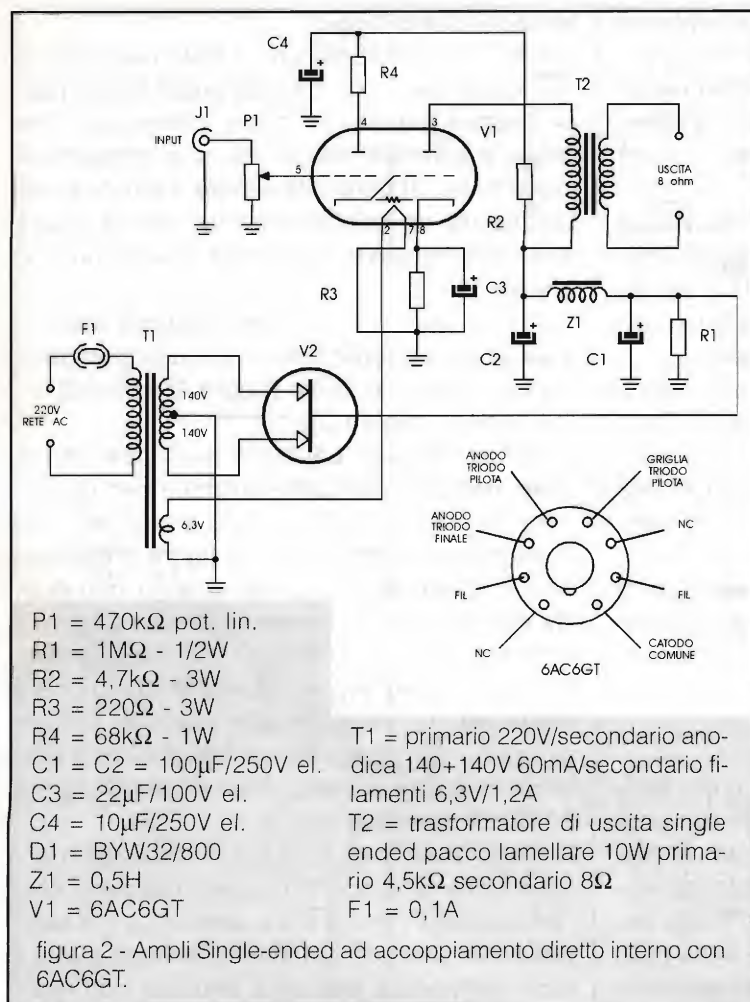 C4
+
R4
T2
J1
P1
INPUT
4
3
V1
5
USCITA
8 ohm
2
7
8
R2
R3
+
C3
Z1
+
C2
+
C1
R1
F1
T1
V2
220V
RETE AC
140V
140V
6,3V
ANODO
TRIODO
PILOTA
GRIGLIA
TRIODO
PILOTA
ANODO
TRIODO
FINALE
NC
FIL
FIL
NC
CATODO
COMUNE
6AC6GT
P1 = 470kΩ pot. lin.
R1 = 1MΩ - 1/2W
R2 = 4,7kΩ - 3W
R3 = 220Ω - 3W
R4 = 68kΩ - 1W
C1 = C2 = 100µF/250V el.
C3 = 22µF/100V el.
C4 = 10µF/250V el.
D1 = BYW32/800
Z1 = 0,5H
V1 = 6AC6GT
T1 = primario 220V/secondario ano-
dica 140+140V 60mA/secondario fi-
lamenti 6,3V/1,2A
T2 = trasformatore di uscita single
ended pacco lamellare 10W prima-
rio 4,5kΩ secondario 8Ω
F1 = 0,1A
figura 2 - Ampli Single-ended ad accoppiamento diretto interno con
6AC6GT.